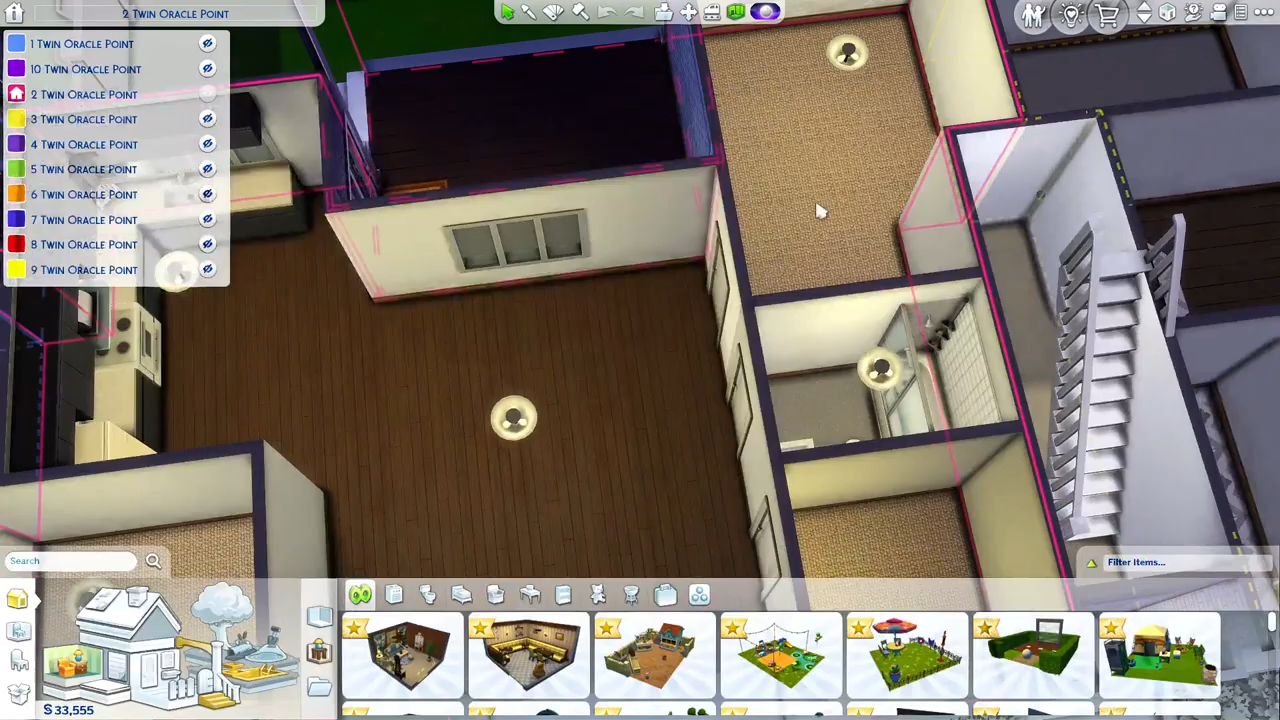 2 Twin Oracle Point
1 Twin Oracle Point
10 Twin Oracle Point
2 Twin Oracle Point
3 Twin Oracle Point
4 Twin Oracle Point
5 Twin Oracle Point
6 Twin Oracle Point
7 Twin Oracle Point
8 Twin Oracle Point
9 Twin Oracle Point
Search
Filter Items...
§33,555